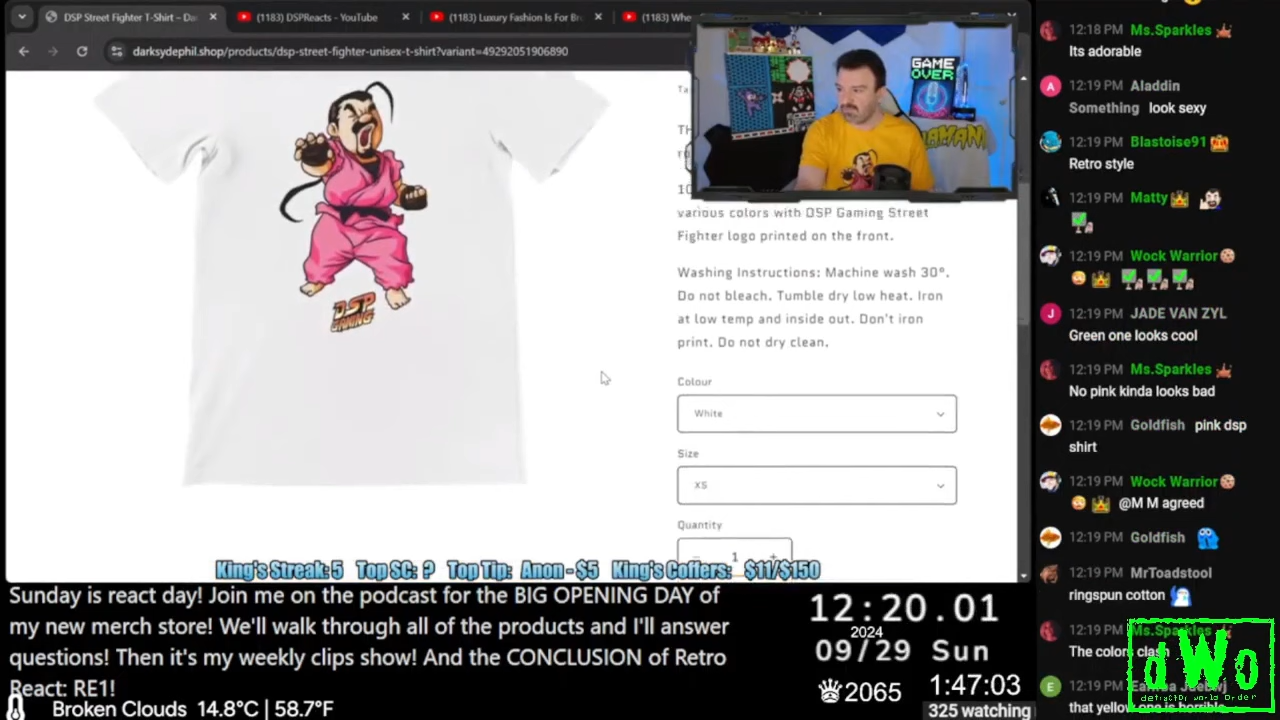 DSP Street Fighter T-Shirt – Da
(1183) DSPReacts - YouTube
(1183) Luxury Fashion Is For Br
(1183) Whe
darksydephil.shop/products/dsp-street-fighter-unisex-t-shirt?variant=49292051906890
GAME
OVER
DSP
GAMING
various colors with DSP Gaming Street
Fighter logo printed on the front.
Washing Instructions: Machine wash 30°.
Do not bleach. Tumble dry low heat. Iron
at low temp and inside out. Don't iron
print. Do not dry clean.
Colour
White
Size
XS
Quantity
− 1 +
King's Streak: 5 Top SC: ? Top Tip: Anon - $5 King's Coffers: $11/$150
Sunday is react day! Join me on the podcast for the BIG OPENING DAY of
my new merch store! We'll walk through all of the products and I'll answer
questions! Then it's my weekly clips show! And the CONCLUSION of Retro
React: RE1!
Broken Clouds 14.8°C | 58.7°F
12:20.01
2024
09/29 Sun
2065
1:47:03
325 watching
12:18 PM Ms.Sparkles
Its adorable
12:19 PM Aladdin
Something look sexy
12:19 PM Blastoise91
Retro style
12:19 PM Matty
12:19 PM Wock Warrior
12:19 PM JADE VAN ZYL
Green one looks cool
12:19 PM Ms.Sparkles
No pink kinda looks bad
12:19 PM Goldfish pink dsp
shirt
12:19 PM Wock Warrior
@M M agreed
12:19 PM Goldfish
12:19 PM MrToadstool
ringspun cotton
12:19 PM Ms.Sparkles
The colors clash
12:19 PM
that yellow one is horrible
dWo